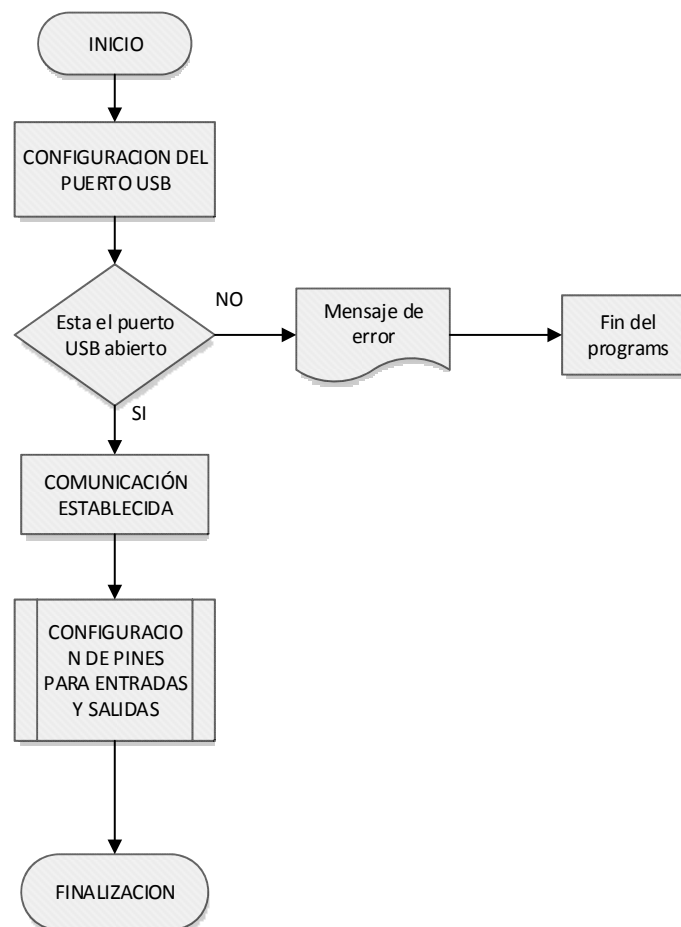 INICIO
CONFIGURACION DEL
PUERTO USB
Esta el puerto
USB abierto
NO
Mensaje de
error
Fin del
programs
SI
COMUNICACIÓN
ESTABLECIDA
CONFIGURACIO
N DE PINES
PARA ENTRADAS
Y SALIDAS
FINALIZACION